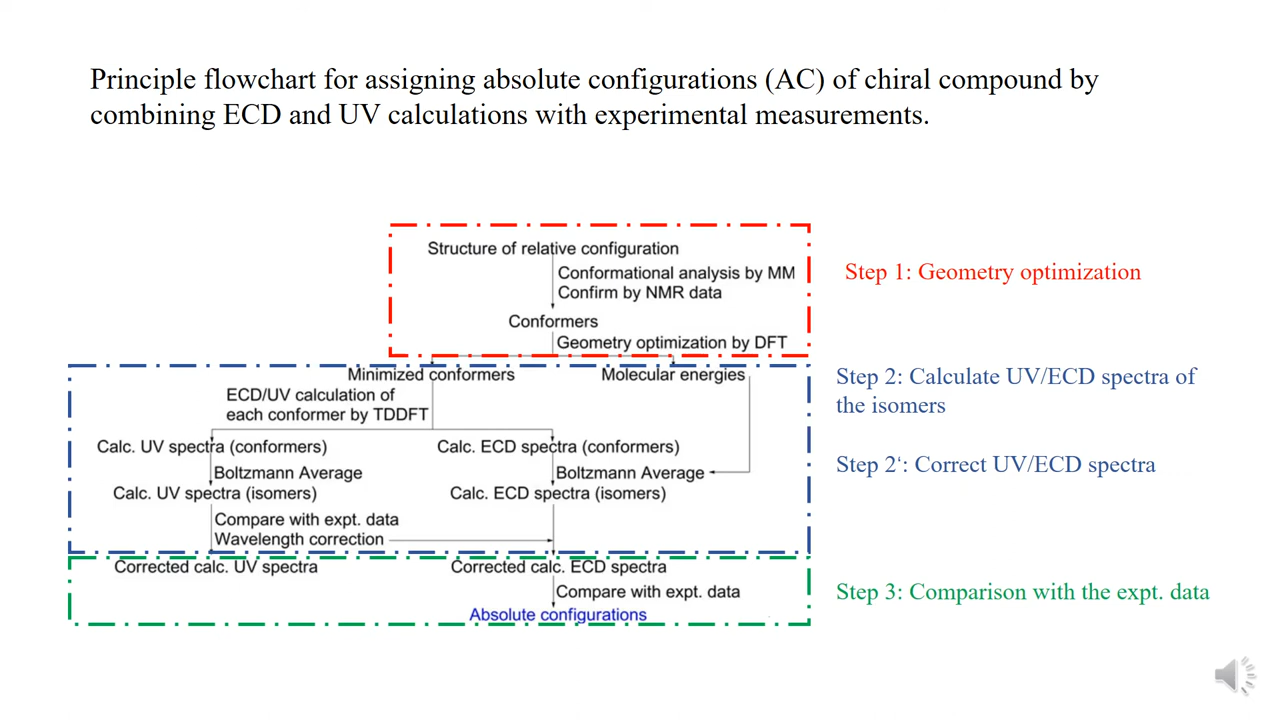 Principle flowchart for assigning absolute configurations (AC) of chiral compound by
combining ECD and UV calculations with experimental measurements.
Structure of relative configuration
Conformational analysis by MM
Confirm by NMR data
Conformers
Geometry optimization by DFT
Step 1: Geometry optimization
Minimized conformers
Molecular energies
ECD/UV calculation of
each conformer by TDDFT
Calc. UV spectra (conformers)
Calc. ECD spectra (conformers)
Boltzmann Average
Boltzmann Average
Calc. UV spectra (isomers)
Calc. ECD spectra (isomers)
Compare with expt. data
Wavelength correction
Step 2: Calculate UV/ECD spectra of
the isomers
Step 2‘: Correct UV/ECD spectra
Corrected calc. UV spectra
Corrected calc. ECD spectra
Compare with expt. data
Absolute configurations
Step 3: Comparison with the expt. data